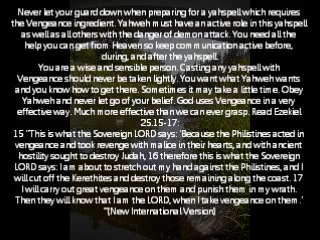 Never let your guard down when preparing for a yahspell which requires
the Vengeance ingredient. Yahweh must have an active role in this yahspell
as well as all others with the danger of demon attack. You need all the
help you can get from Heaven so keep communication active before,
during, and after the yahspell.
You are a wise and sensible person. Casting any yahspell with
Vengeance should never be taken lightly. You want what Yahweh wants
and you know how to get there. Sometimes it may take a little time. Obey
Yahweh and never let go of your belief. God uses Vengeance in a very
effective way. Much more effective than we can ever grasp. Read Ezekiel
25.15-17:
15 “This is what the Sovereign LORD says: ‘Because the Philistines acted in
vengeance and took revenge with malice in their hearts, and with ancient
hostility sought to destroy Judah, 16 therefore this is what the Sovereign
LORD says: I am about to stretch out my hand against the Philistines, and I
will cut off the Kerethites and destroy those remaining along the coast. 17
I will carry out great vengeance on them and punish them in my wrath.
Then they will know that I am the LORD, when I take vengeance on them.’
”(New International Version)